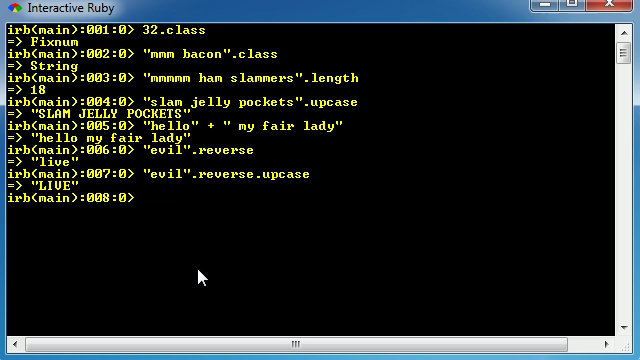 Interactive Ruby
irb(main):001:0> 32.class
=> Fixnum
irb(main):002:0> "mmm bacon".class
=> String
irb(main):003:0> "mmmmm ham slammers".length
=> 18
irb(main):004:0> "slam jelly pockets".upcase
=> "SLAM JELLY POCKETS"
irb(main):005:0> "hello" + " my fair lady"
=> "hello my fair lady"
irb(main):006:0> "evil".reverse
=> "live"
irb(main):007:0> "evil".reverse.upcase
=> "LIVE"
irb(main):008:0>